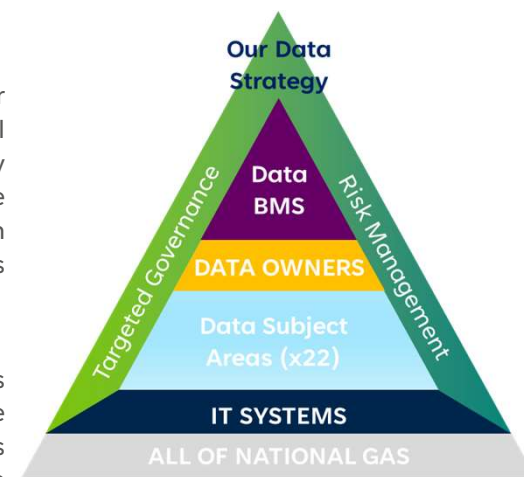 Our Data
Strategy
Targeted Governance
Risk Management
Data
BMS
DATA OWNERS
Data Subject
Areas (x22)
IT SYSTEMS
ALL OF NATIONAL GAS